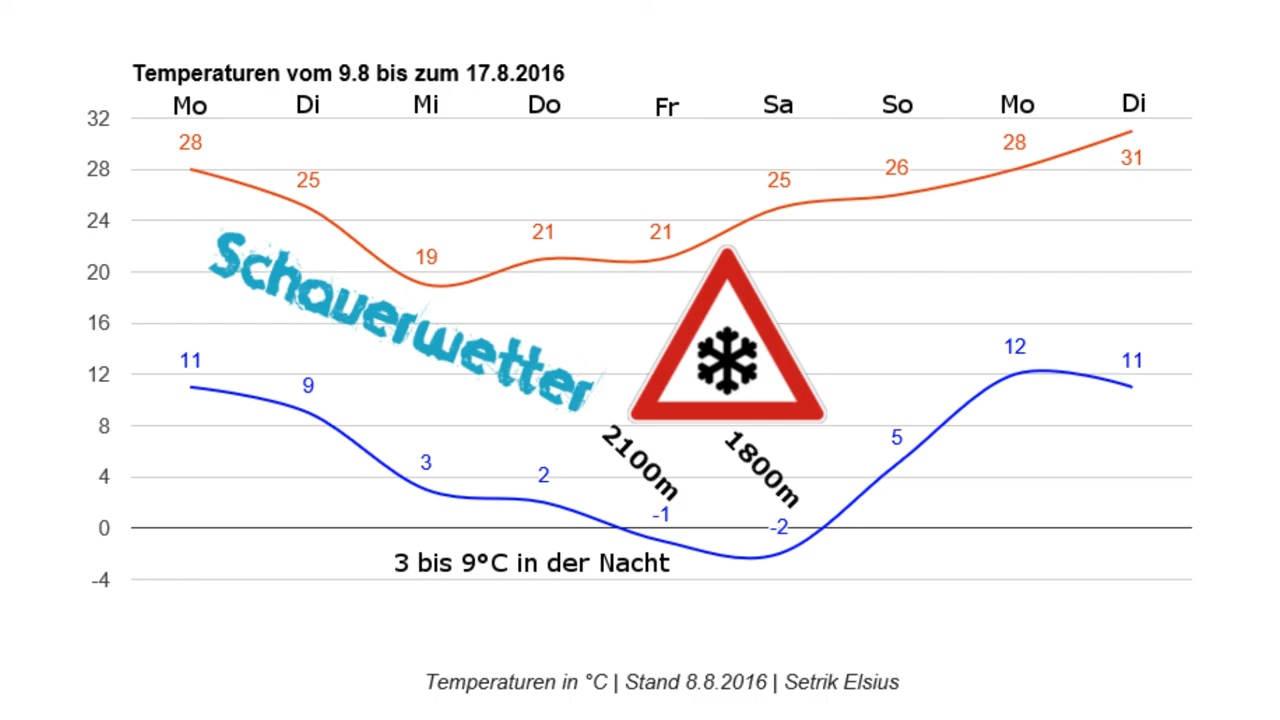 Temperaturen vom 9.8 bis zum 17.8.2016
Mo Di Mi Do Fr Sa So Mo Di
32
28
24
20
16
12
8
4
0
-4
28 25 19 21 21 25 26 28 31
Schauerwetter
11 9 3 2 -1 -2 5 12 11
2100m
1800m
3 bis 9°C in der Nacht
Temperaturen in °C | Stand 8.8.2016 | Setrik Elsius